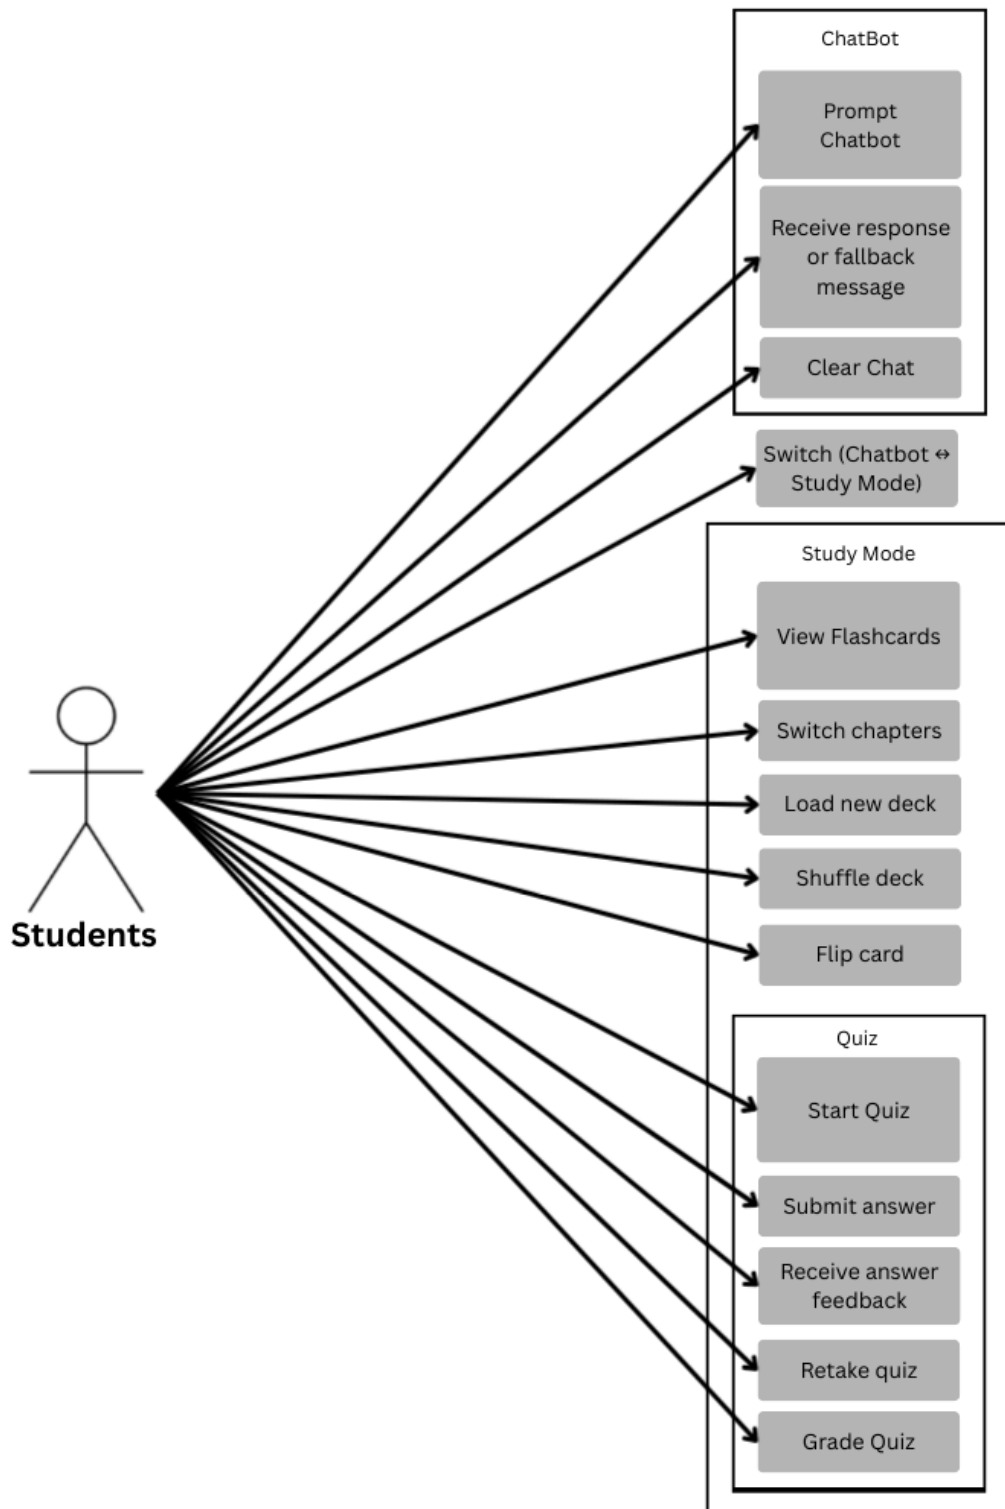 ChatBot
Prompt
Chatbot
Receive response
or fallback
message
Clear Chat
Switch (Chatbot ↔
Study Mode)
Study Mode
View Flashcards
Switch chapters
Load new deck
Shuffle deck
Flip card
Students
Quiz
Start Quiz
Submit answer
Receive answer
feedback
Retake quiz
Grade Quiz